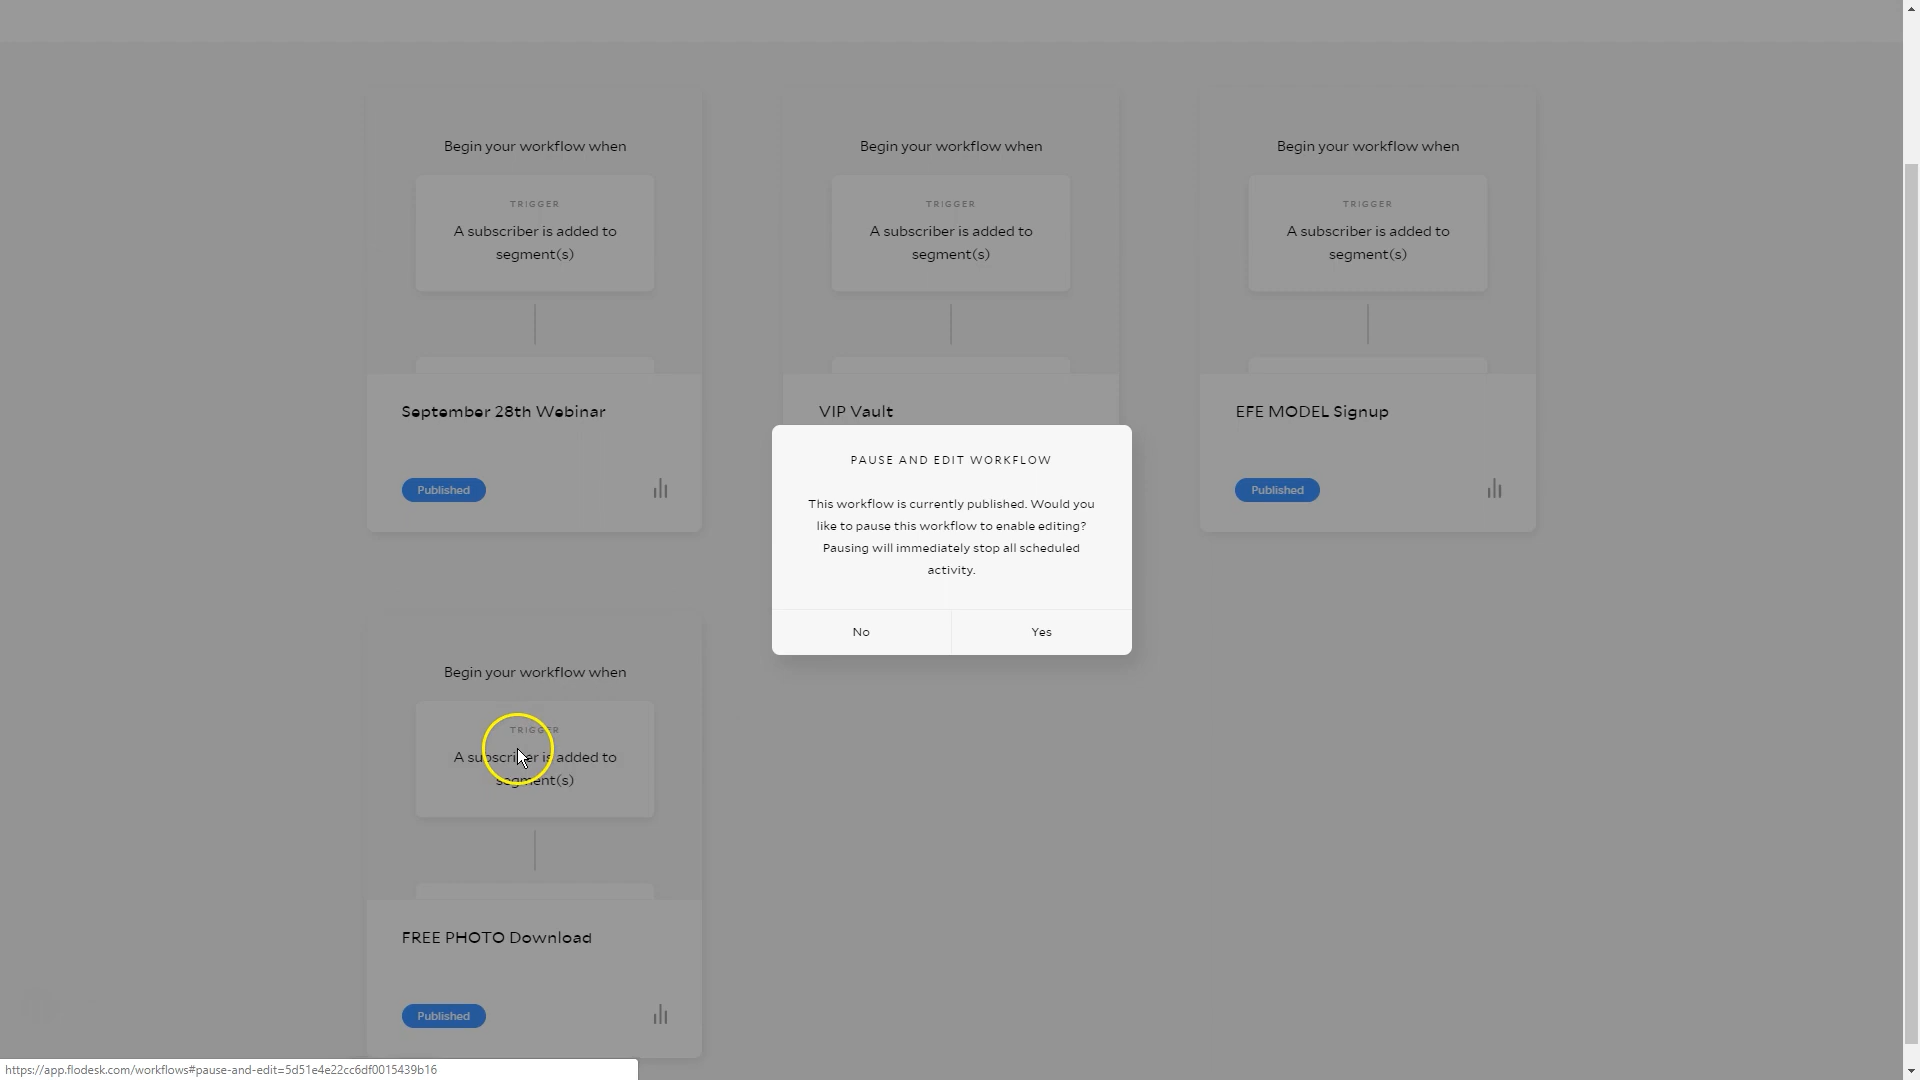 Begin your workflow when
TRIGGER
A subscriber is added to
segment(s)
September 28th Webinar
Published
Begin your workflow when
TRIGGER
A subscriber is added to
segment(s)
VIP Vault
Begin your workflow when
TRIGGER
A subscriber is added to
segment(s)
EFE MODEL Signup
Published
PAUSE AND EDIT WORKFLOW
This workflow is currently published. Would you
like to pause this workflow to enable editing?
Pausing will immediately stop all scheduled
activity.
No
Yes
Begin your workflow when
TRIGGER
A subscriber is added to
segment(s)
FREE PHOTO Download
Published
https://app.flodesk.com/workflows#pause-and-edit=5d51e4e22cc6df0015439b16